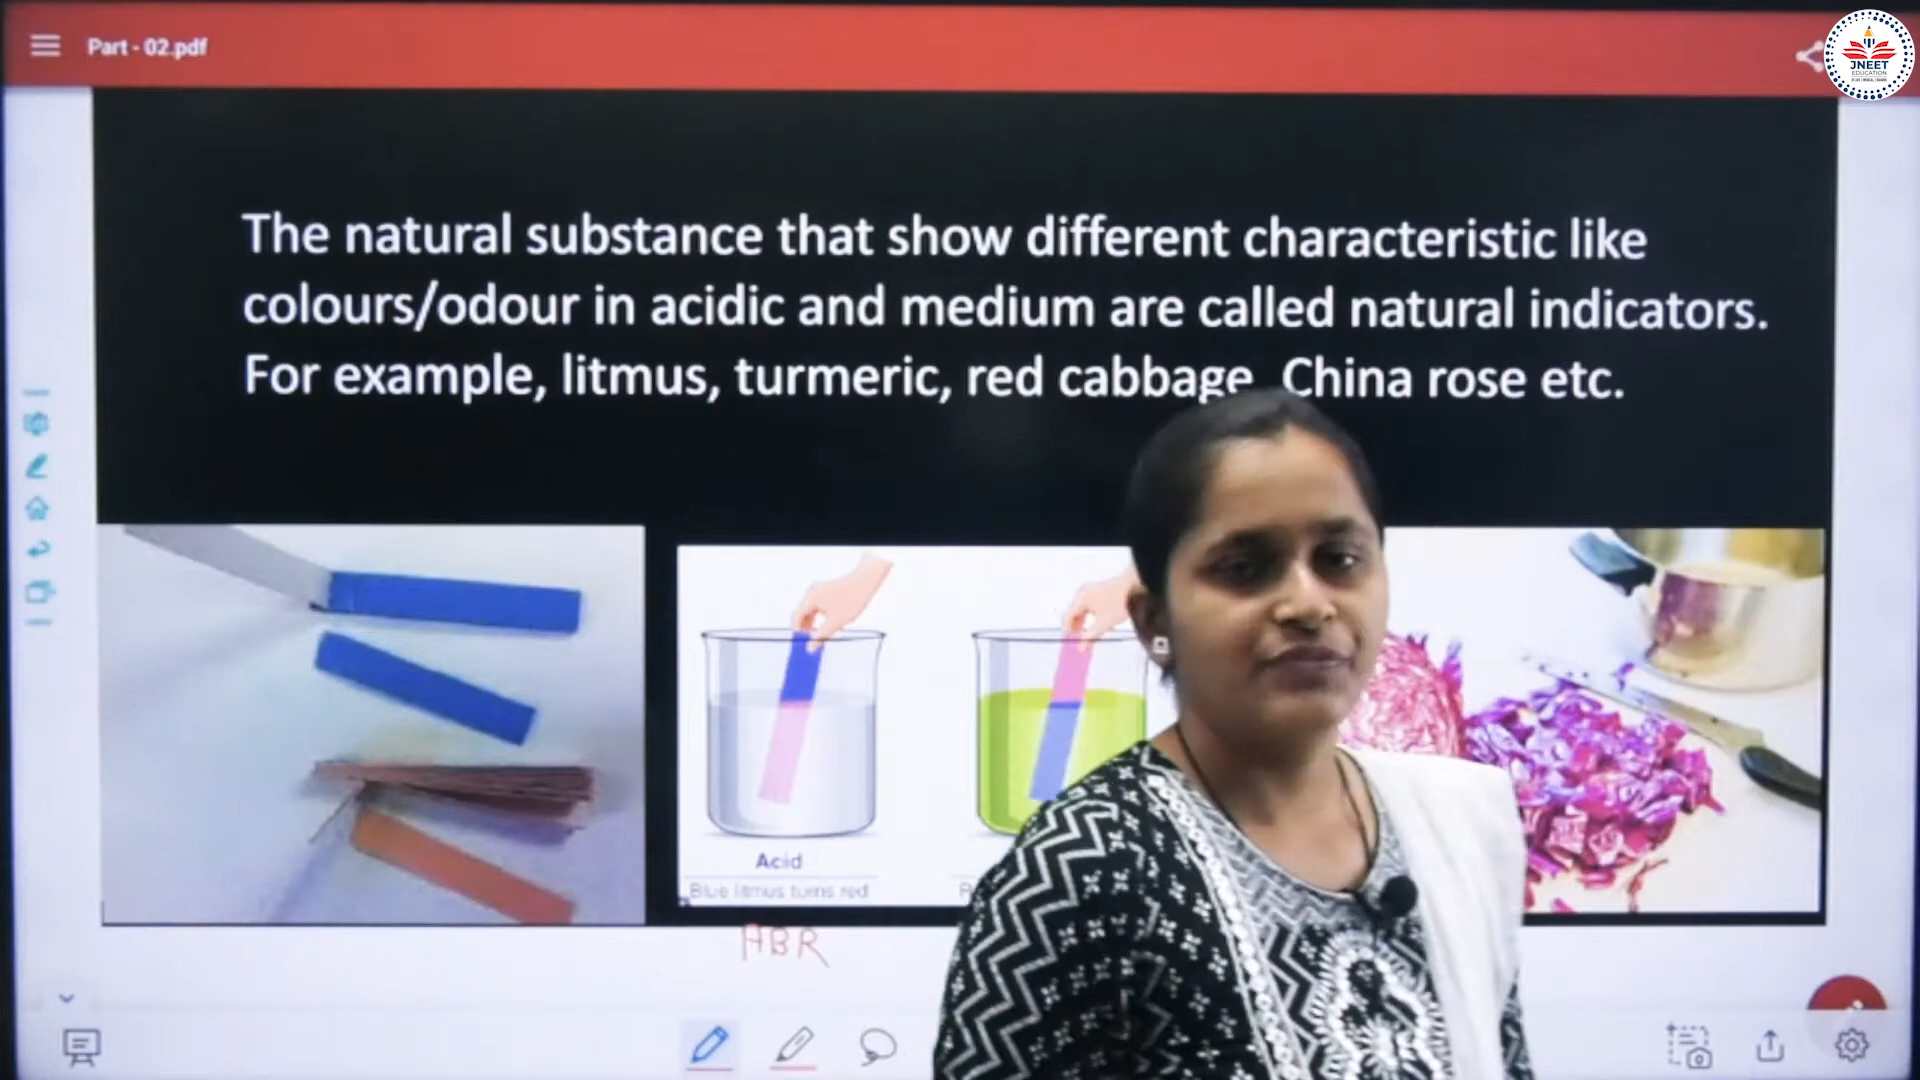 Part - 02.pdf
JNEET
EDUCATION
The natural substance that show different characteristic like
colours/odour in acidic and medium are called natural indicators.
For example, litmus, turmeric, red cabbage, China rose etc.
Acid
Blue litmus turns red
ABR